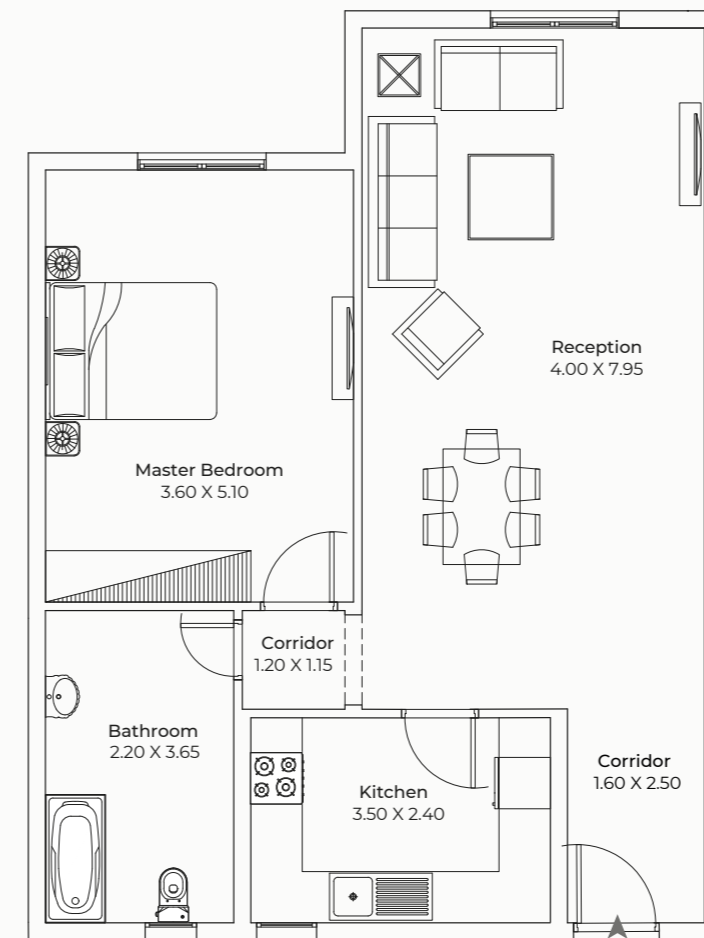 Reception
4.00 X 7.95
Master Bedroom
3.60 X 5.10
Corridor
1.20 X 1.15
Bathroom
2.20 X 3.65
Kitchen
3.50 X 2.40
Corridor
1.60 X 2.50